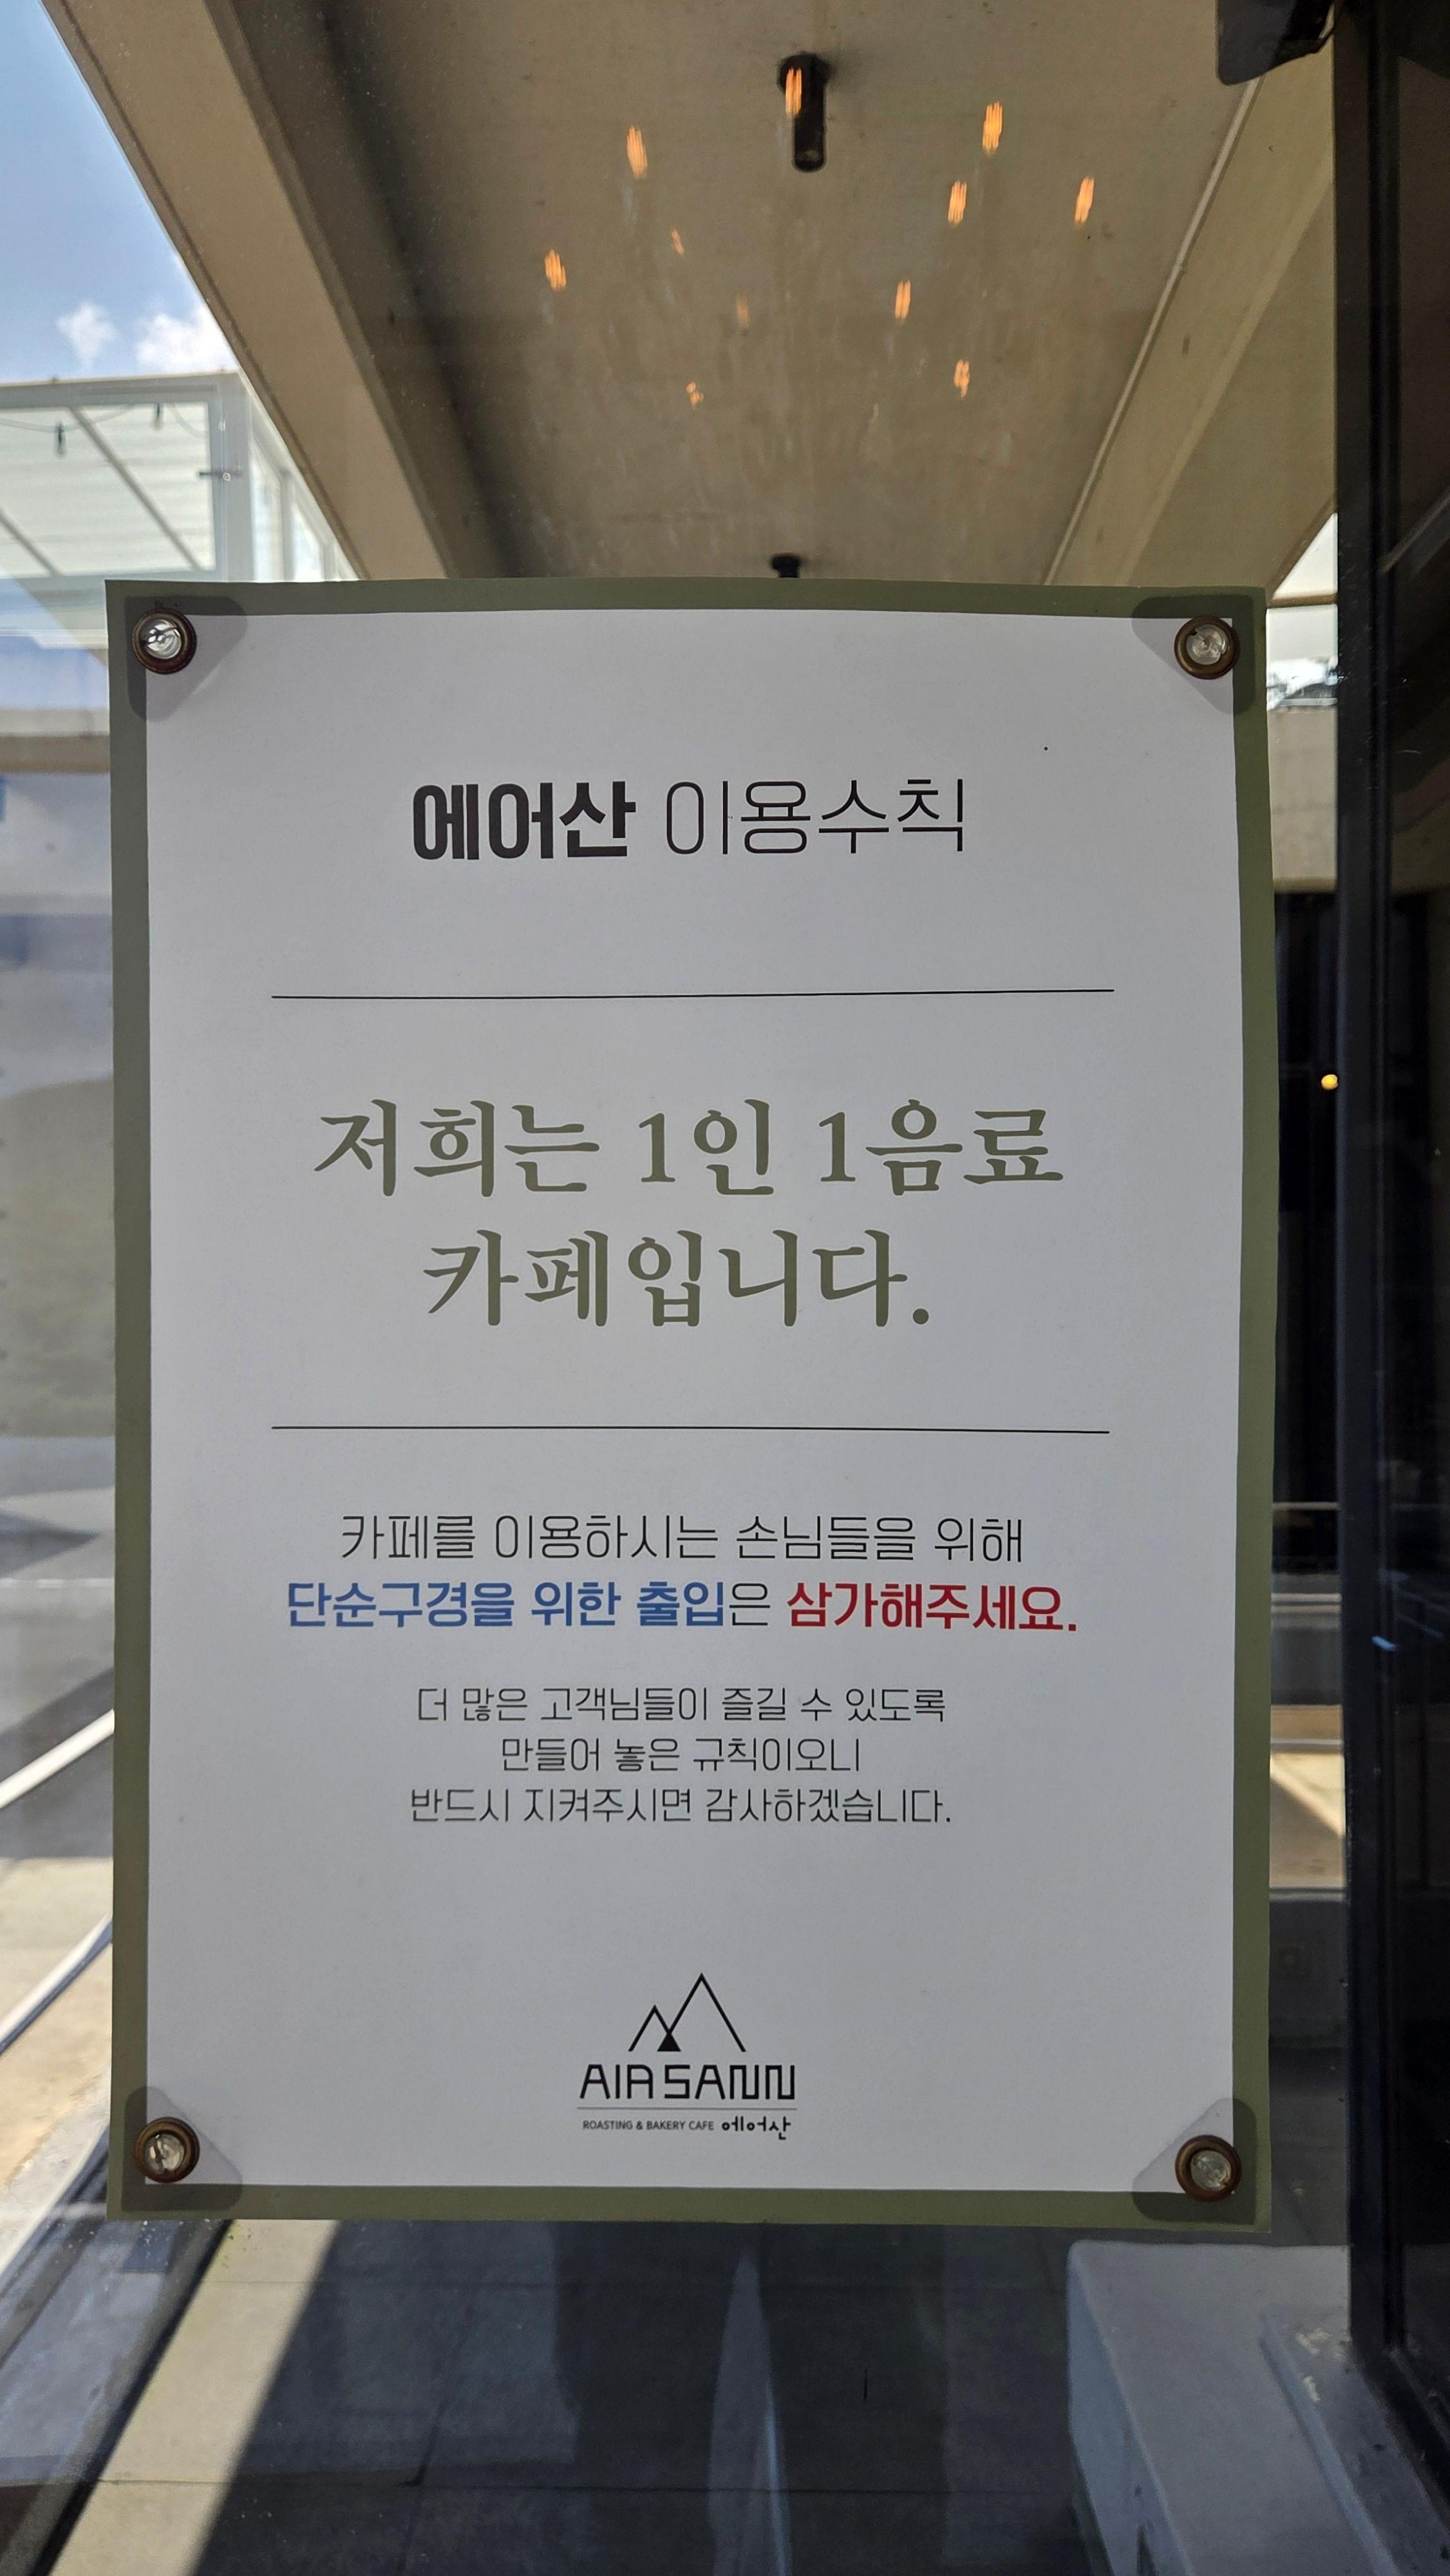 에어산 이용수칙
저희는 1인 1음료
카페입니다.
카페를 이용하시는 손님들을 위해
단순구경을 위한 출입은 삼가해주세요.
더 많은 고객님들이 즐길 수 있도록
만들어 놓은 규칙이오니
반드시 지켜주시면 감사하겠습니다.
AIR SANN
ROASTING & BAKERY CAFE 에어산